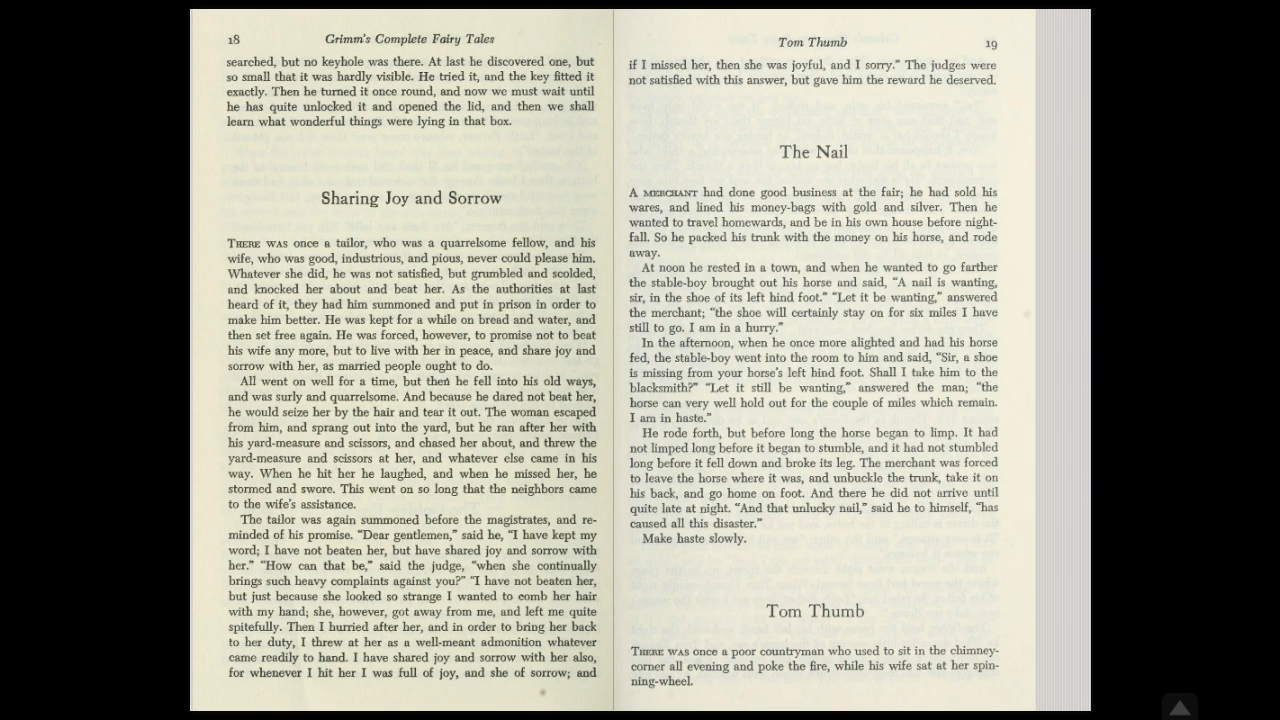 18
Grimm's Complete Fairy Tales
searched, but no keyhole was there. At last he discovered one, but
so small that it was hardly visible. He tried it, and the key fitted it
exactly. Then he turned it once round, and now we must wait until
he has quite unlocked it and opened the lid, and then we shall
learn what wonderful things were lying in that box.
Sharing Joy and Sorrow
THERE WAS once a tailor, who was a quarrelsome fellow, and his
wife, who was good, industrious, and pious, never could please him.
Whatever she did, he was not satisfied, but grumbled and scolded,
and knocked her about and beat her. As the authorities at last
heard of it, they had him summoned and put in prison in order to
make him better. He was kept for a while on bread and water, and
then set free again. He was forced, however, to promise not to beat
his wife any more, but to live with her in peace, and share joy and
sorrow with her, as married people ought to do.
All went on well for a time, but then he fell into his old ways,
and was surly and quarrelsome. And because he dared not beat her,
he would seize her by the hair and tear it out. The woman escaped
from him, and sprang out into the yard, but he ran after her with
his yard-measure and scissors, and chased her about, and threw the
yard-measure and scissors at her, and whatever else came in his
way. When he hit her he laughed, and when he missed her, he
stormed and swore. This went on so long that the neighbors came
to the wife's assistance.
The tailor was again summoned before the magistrates, and re-
minded of his promise. "Dear gentlemen," said he, "I have kept my
word; I have not beaten her, but have shared joy and sorrow with
her." "How can that be," said the judge, "when she continually
brings such heavy complaints against you?" "I have not beaten her,
but just because she looked so strange I wanted to comb her hair
with my hand; she, however, got away from me, and left me quite
spitefully. Then I hurried after her, and in order to bring her back
to her duty, I threw at her as a well-meant admonition whatever
came readily to hand. I have shared joy and sorrow with her also,
for whenever I hit her I was full of joy, and she of sorrow; and
Tom Thumb
19
if I missed her, then she was joyful, and I sorry." The judges were
not satisfied with this answer, but gave him the reward he deserved.
The Nail
A MERCHANT had done good business at the fair; he had sold his
wares, and lined his money-bags with gold and silver. Then he
wanted to travel homewards, and be in his own house before night-
fall. So he packed his trunk with the money on his horse, and rode
away.
At noon he rested in a town, and when he wanted to go farther
the stable-boy brought out his horse and said, "A nail is wanting,
sir, in the shoe of its left hind foot." "Let it be wanting," answered
the merchant; "the shoe will certainly stay on for six miles I have
still to go. I am in a hurry."
In the afternoon, when he once more alighted and had his horse
fed, the stable-boy went into the room to him and said, "Sir, a shoe
is missing from your horse's left hind foot. Shall I take him to the
blacksmith?" "Let it still be wanting," answered the man; "the
horse can very well hold out for the couple of miles which remain.
I am in haste."
He rode forth, but before long the horse began to limp. It had
not limped long before it began to stumble, and it had not stumbled
long before it fell down and broke its leg. The merchant was forced
to leave the horse where it was, and unbuckle the trunk, take it on
his back, and go home on foot. And there he did not arrive until
quite late at night. "And that unlucky nail," said he to himself, "has
caused all this disaster."
Make haste slowly.
Tom Thumb
THERE WAS once a poor countryman who used to sit in the chimney-
corner all evening and poke the fire, while his wife sat at her spin-
ning-wheel.